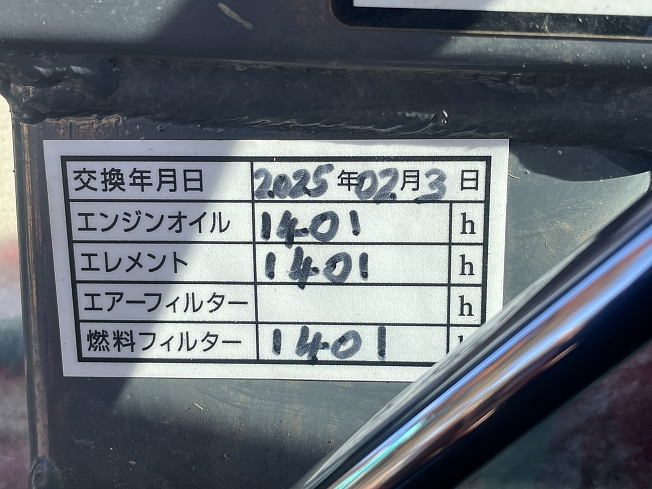 交換年月日 2025年02月3日
エンジンオイル 1401 h
エレメント 1401 h
エアーフィルター h
燃料フィルター 1401